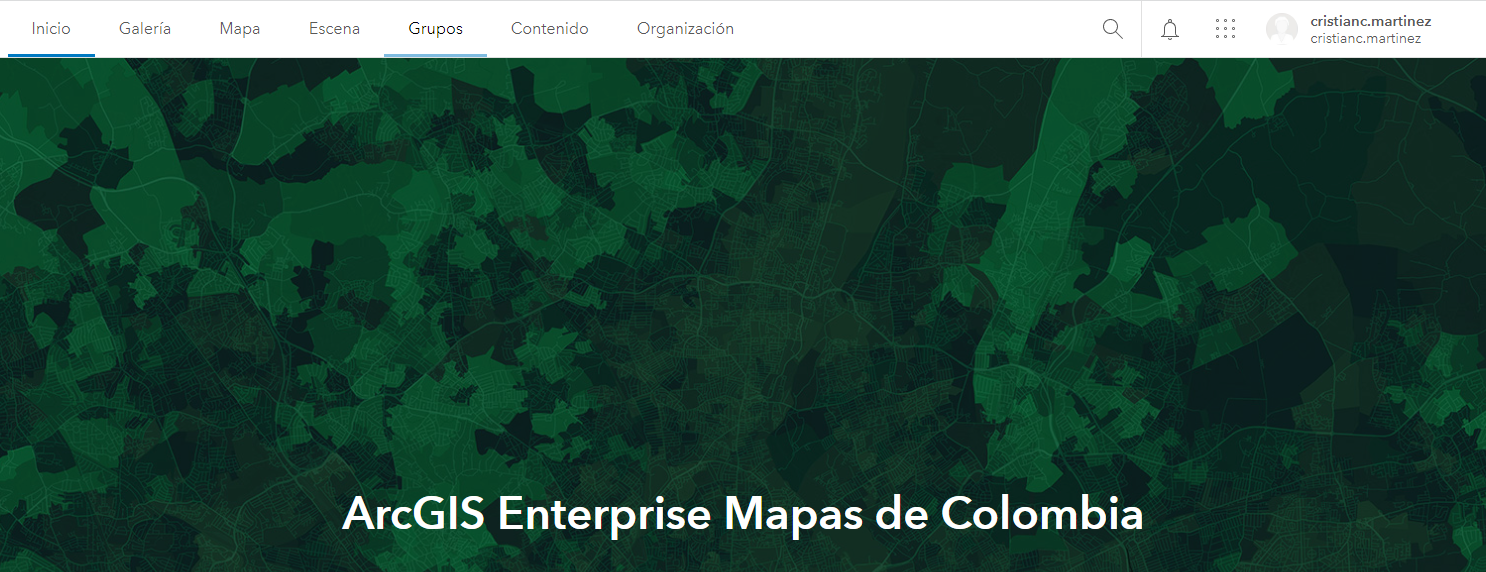 Inicio Galería Mapa Escena Grupos Contenido Organización cristianc.martinez
cristianc.martinez
ArcGIS Enterprise Mapas de Colombia